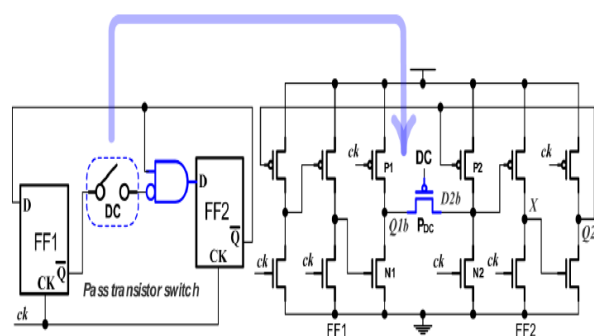 D
FF1
Q
CK
ck
DC
Pass transistor switch
D
FF2
Q
CK
ck
P1
DC
P2
ck
D2b
Q1b
PDC
X
Q2
ck
ck
N1
ck
N2
ck
FF1
FF2